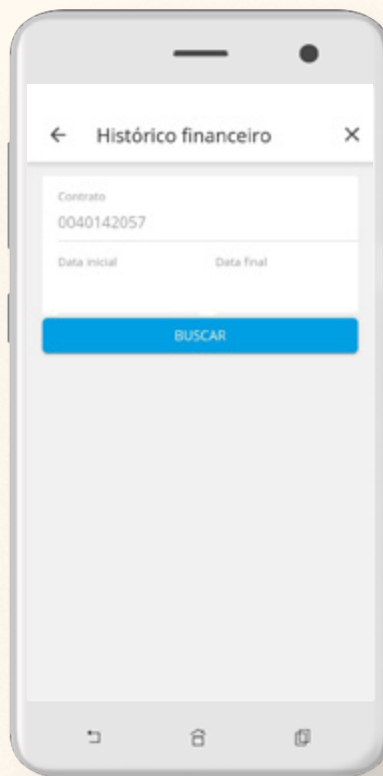 Histórico financeiro
Contrato
0040142057
Data inicial Data final
BUSCAR